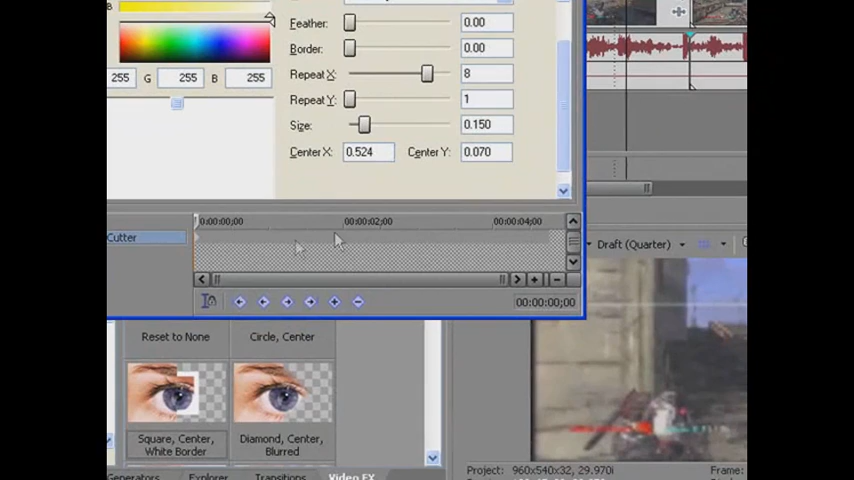 B
Feather: 0.00
Border: 0.00
Repeat X: 8
255 G 255 B 255
Repeat Y: 1
Size: 0.150
Center X: 0.524 Center Y: 0.070
0:00:00;00 00:00:02;00 00:00:04;00
Cutter
Draft (Quarter)
00:00:00;00
Reset to None Circle, Center
Square, Center, White Border
Diamond, Center, Blurred
Generators Explorer Transitions Video FX
Project: 960x540x32, 29.970i
Frame: